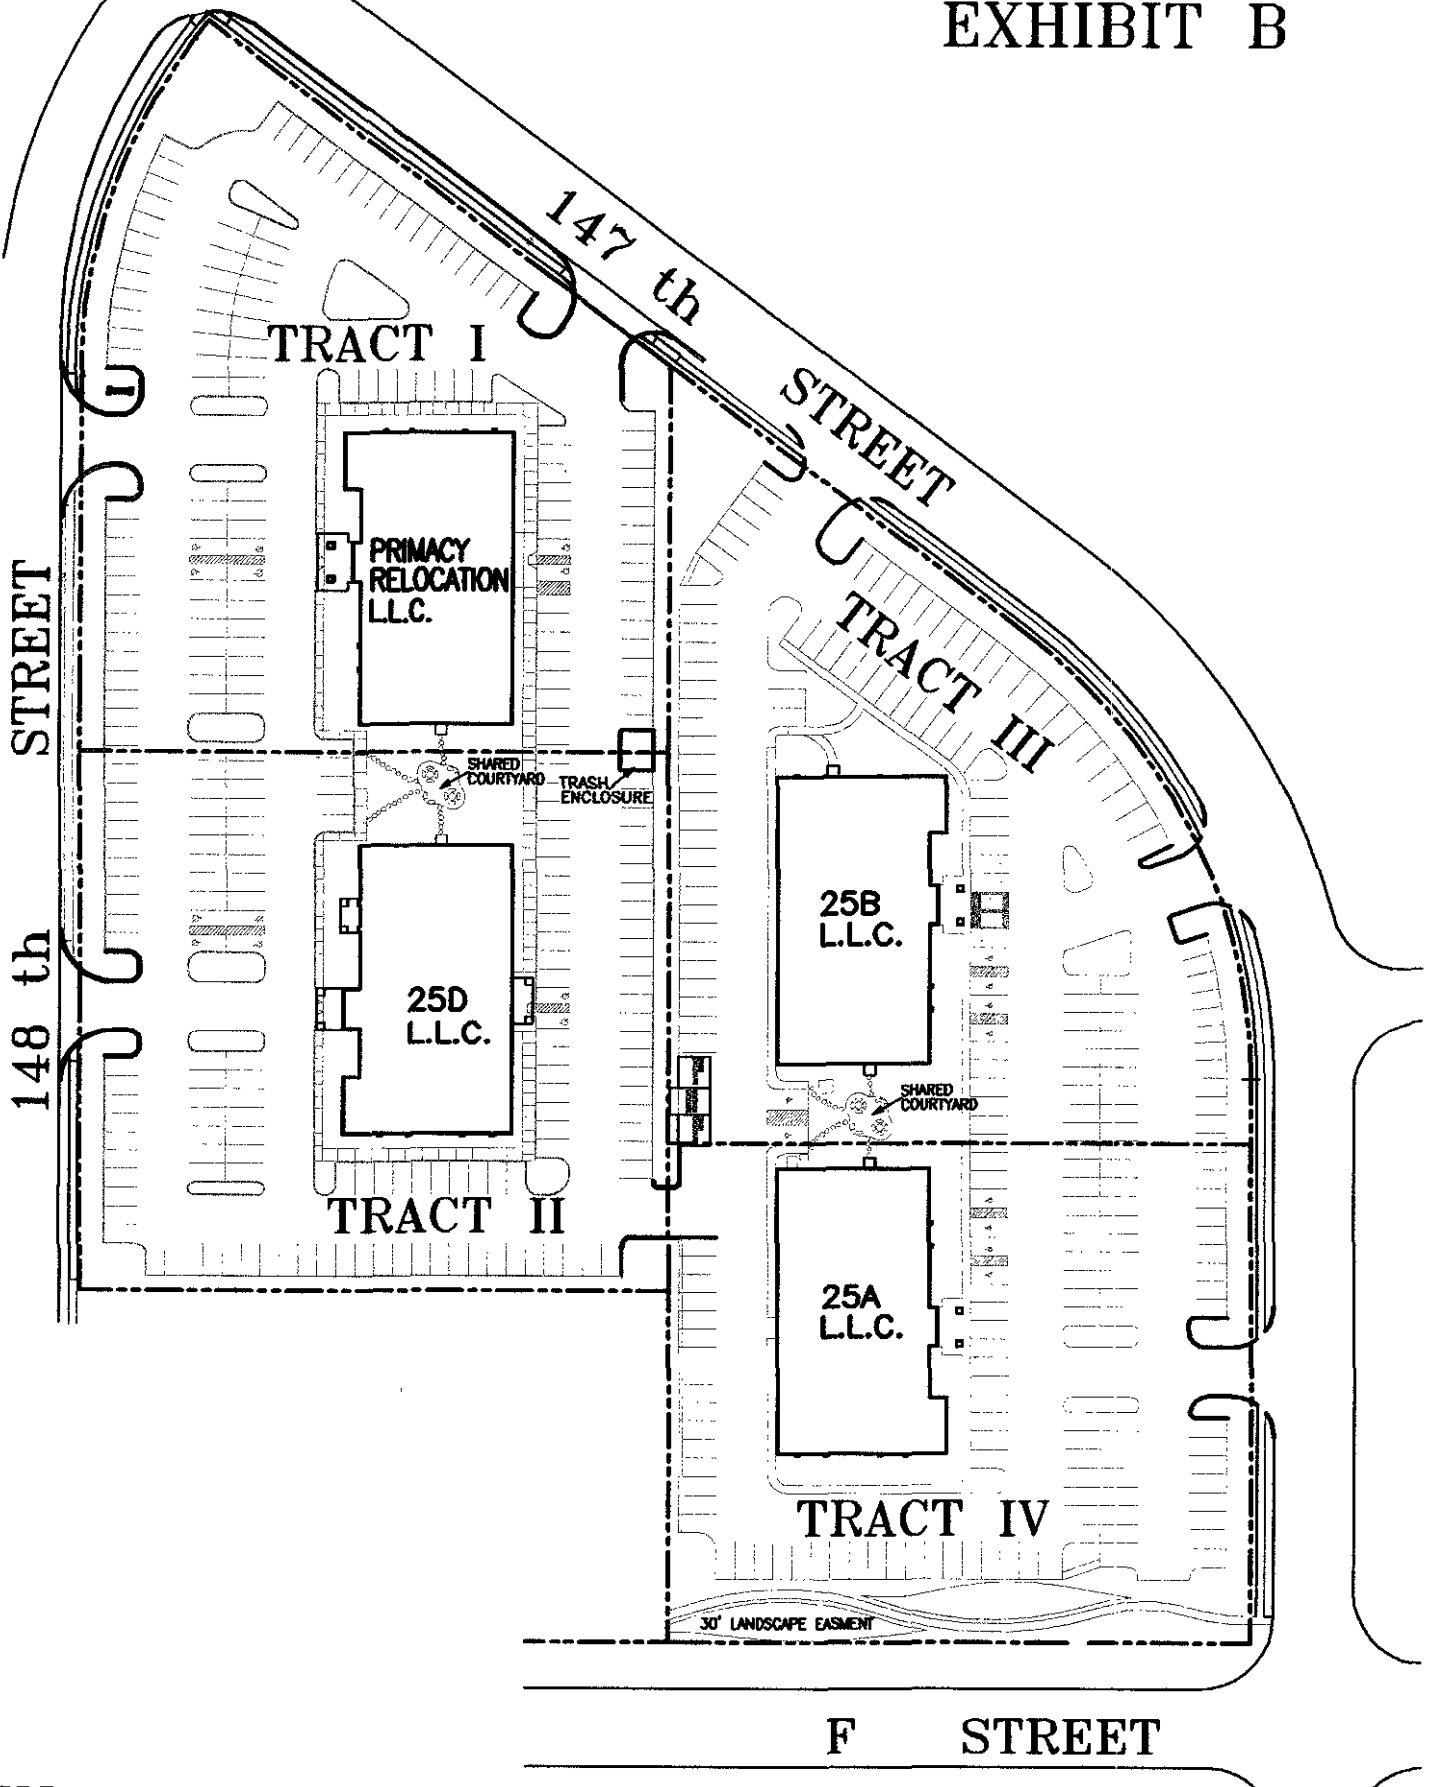 EXHIBIT B
147 th STREET
TRACT I
PRIMACY
RELOCATION
L.L.C.
148 th STREET
TRACT III
SHARED
COURTYARD
TRASH
ENCLOSURE
25B
L.L.C.
25D
L.L.C.
SHARED
COURTYARD
TRACT II
25A
L.L.C.
TRACT IV
30' LANDSCAPE EASMENT
F STREET